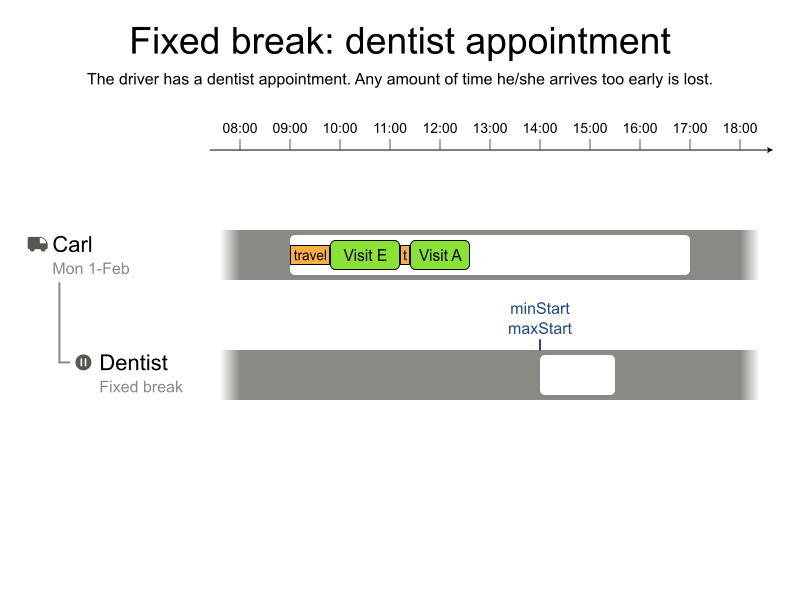 Fixed break: dentist appointment
The driver has a dentist appointment. Any amount of time he/she arrives too early is lost.
08:00 09:00 10:00 11:00 12:00 13:00 14:00 15:00 16:00 17:00 18:00
Carl
Mon 1-Feb
travel Visit E t Visit A
minStart
maxStart
Dentist
Fixed break